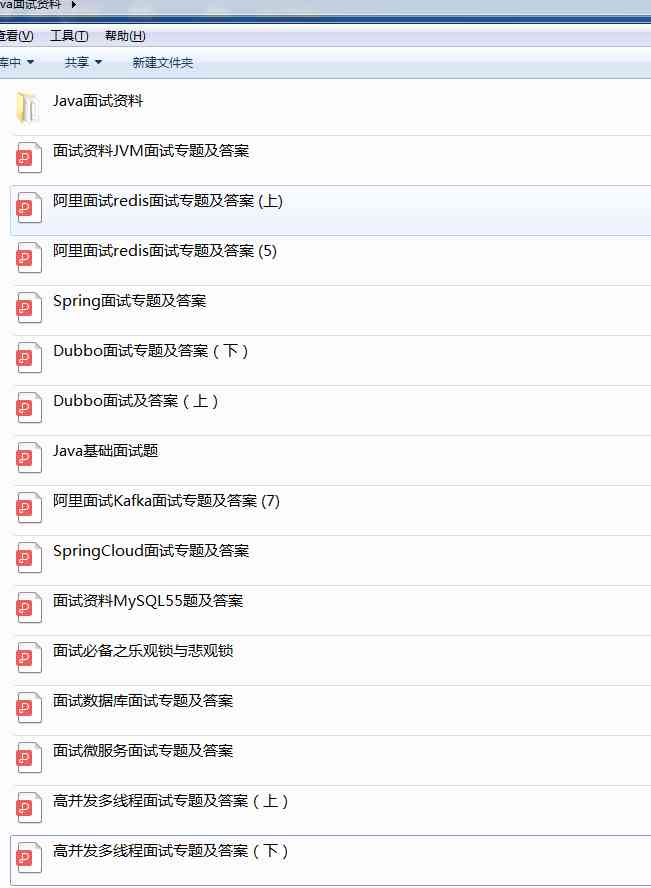 va面试资料
查看(V) 工具(T) 帮助(H)
库中 共享 新建文件夹
Java面试资料
面试资料JVM面试专题及答案
阿里面试redis面试专题及答案 (上)
阿里面试redis面试专题及答案 (5)
Spring面试专题及答案
Dubbo面试专题及答案（下）
Dubbo面试及答案（上）
Java基础面试题
阿里面试Kafka面试专题及答案 (7)
SpringCloud面试专题及答案
面试资料MySQL55题及答案
面试必备之乐观锁与悲观锁
面试数据库面试专题及答案
面试微服务面试专题及答案
高并发多线程面试专题及答案（上）
高并发多线程面试专题及答案（下）